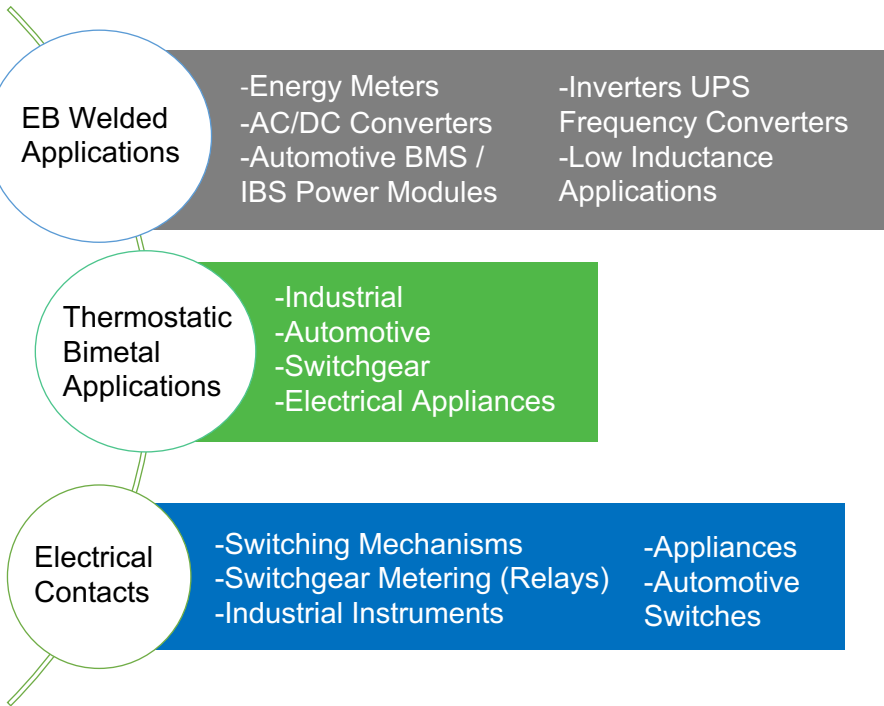 EB Welded
Applications
-Energy Meters
-AC/DC Converters
-Automotive BMS /
IBS Power Modules
-Inverters UPS
Frequency Converters
-Low Inductance
Applications
Thermostatic
Bimetal
Applications
-Industrial
-Automotive
-Switchgear
-Electrical Appliances
Electrical
Contacts
-Switching Mechanisms
-Switchgear Metering (Relays)
-Industrial Instruments
-Appliances
-Automotive
Switches